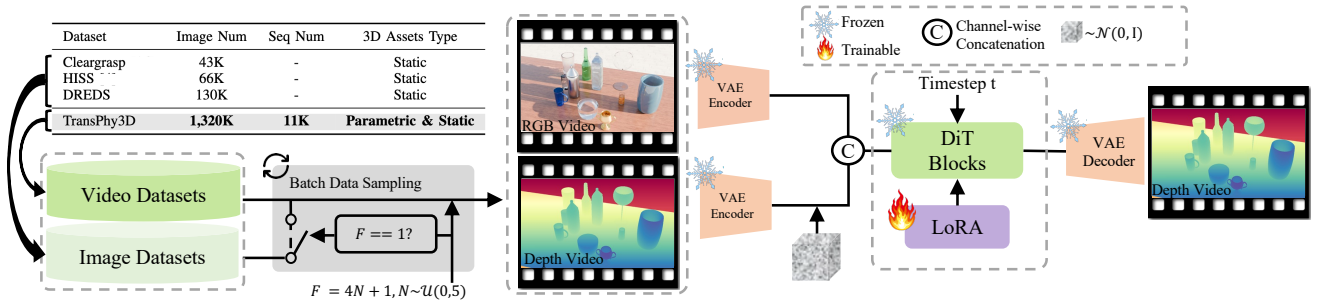 Dataset Image Num Seq Num 3D Assets Type
Cleargrasp 43K - Static
HISS 66K - Static
DREDS 130K - Static
TransPhy3D 1,320K 11K Parametric & Static
Video Datasets
Image Datasets
Batch Data Sampling
F == 1?
F = 4N + 1, N~𝒰(0,5)
RGB Video
Depth Video
VAE
Encoder
VAE
Encoder
Frozen
Trainable
C
Channel-wise
Concatenation
~𝒩(0, I)
C
Timestep t
DiT
Blocks
LoRA
VAE
Decoder
Depth Video